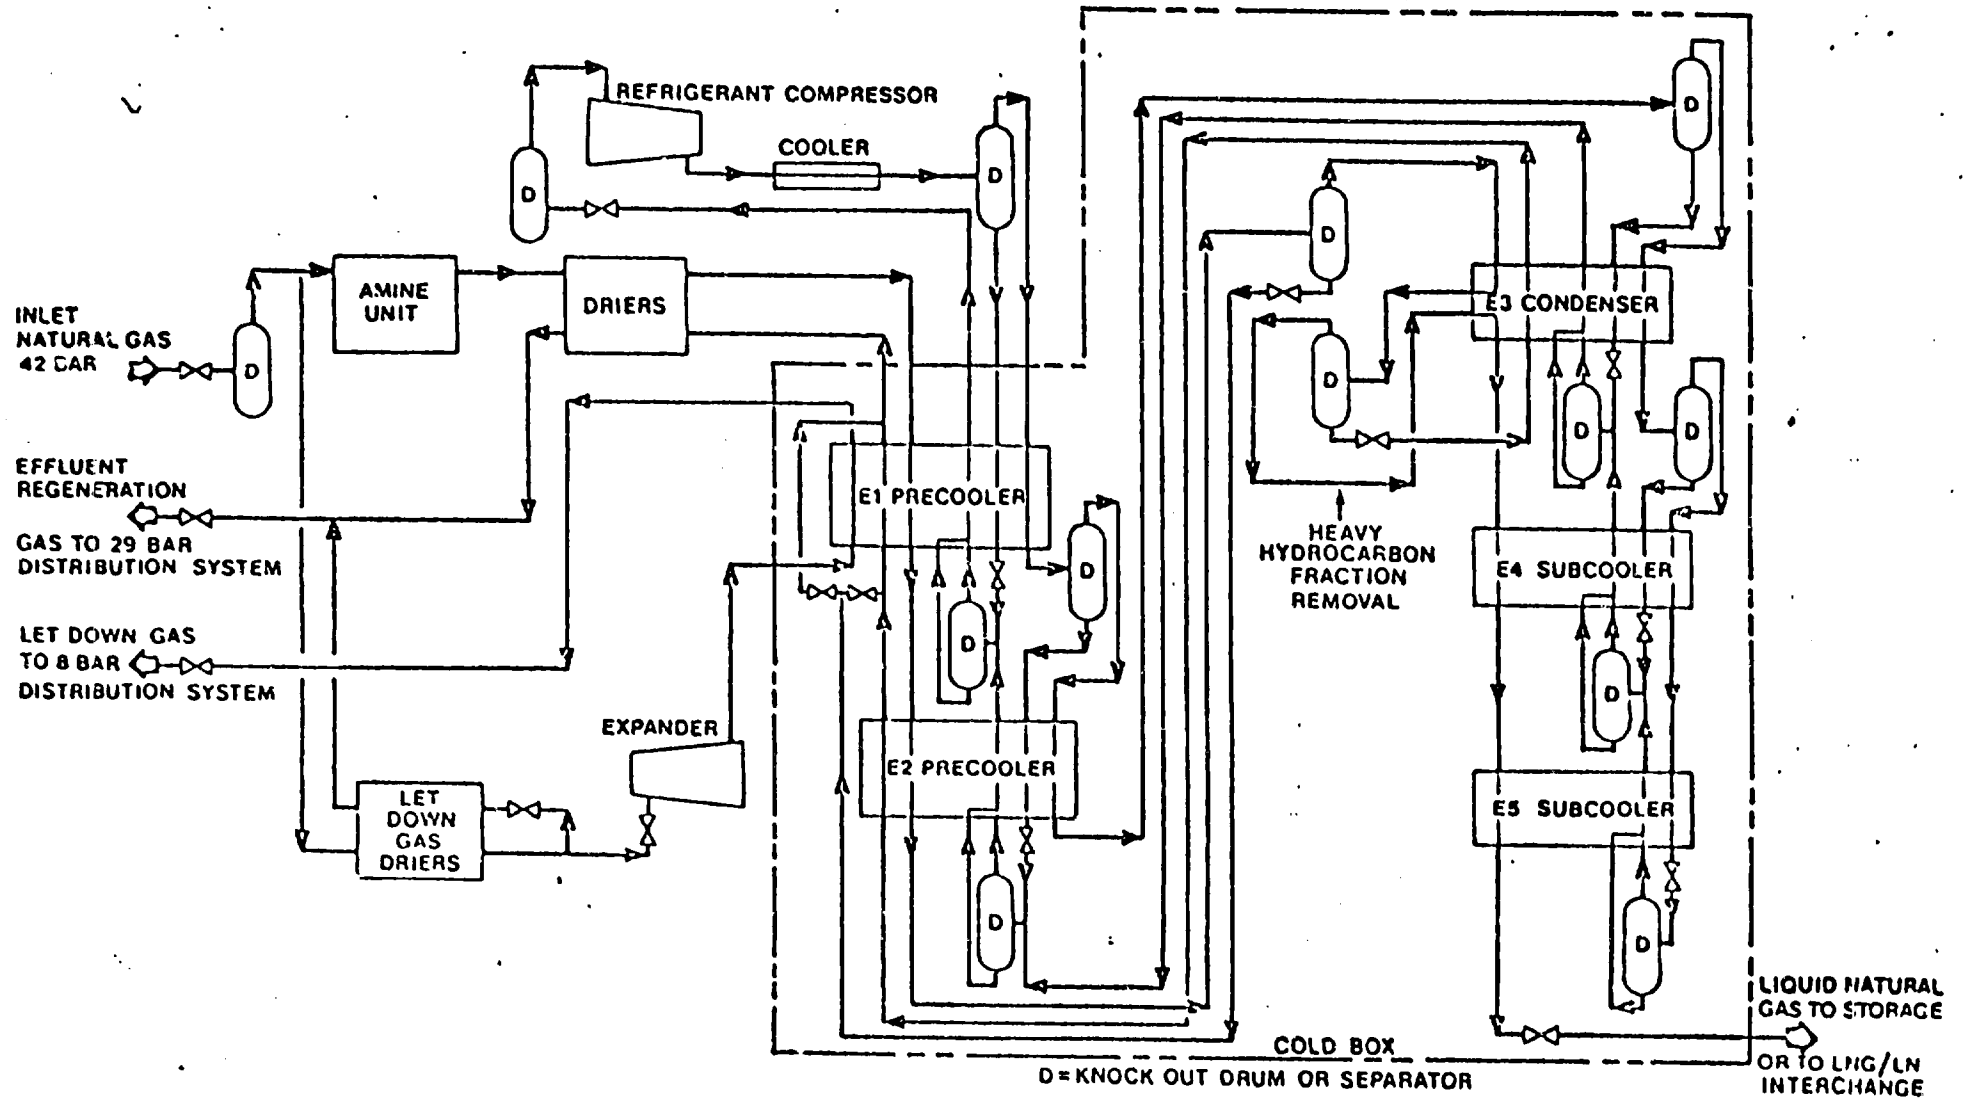 REFRIGERANT COMPRESSOR
COOLER
D
D
D
D
AMINE
UNIT
DRIERS
INLET
NATURAL GAS
42 BAR
D
E3 CONDENSER
D
D
D
EFFLUENT
REGENERATION
GAS TO 29 BAR
DISTRIBUTION SYSTEM
E1 PRECOOLER
D
HEAVY
HYDROCARBON
FRACTION
REMOVAL
E4 SUBCOOLER
LET DOWN GAS
TO 8 BAR
DISTRIBUTION SYSTEM
D
D
EXPANDER
E2 PRECOOLER
LET
DOWN
GAS
DRIERS
E5 SUBCOOLER
D
D
LIQUID NATURAL
GAS TO STORAGE
OR TO LNG/LN
INTERCHANGE
COLD BOX
D = KNOCK OUT DRUM OR SEPARATOR